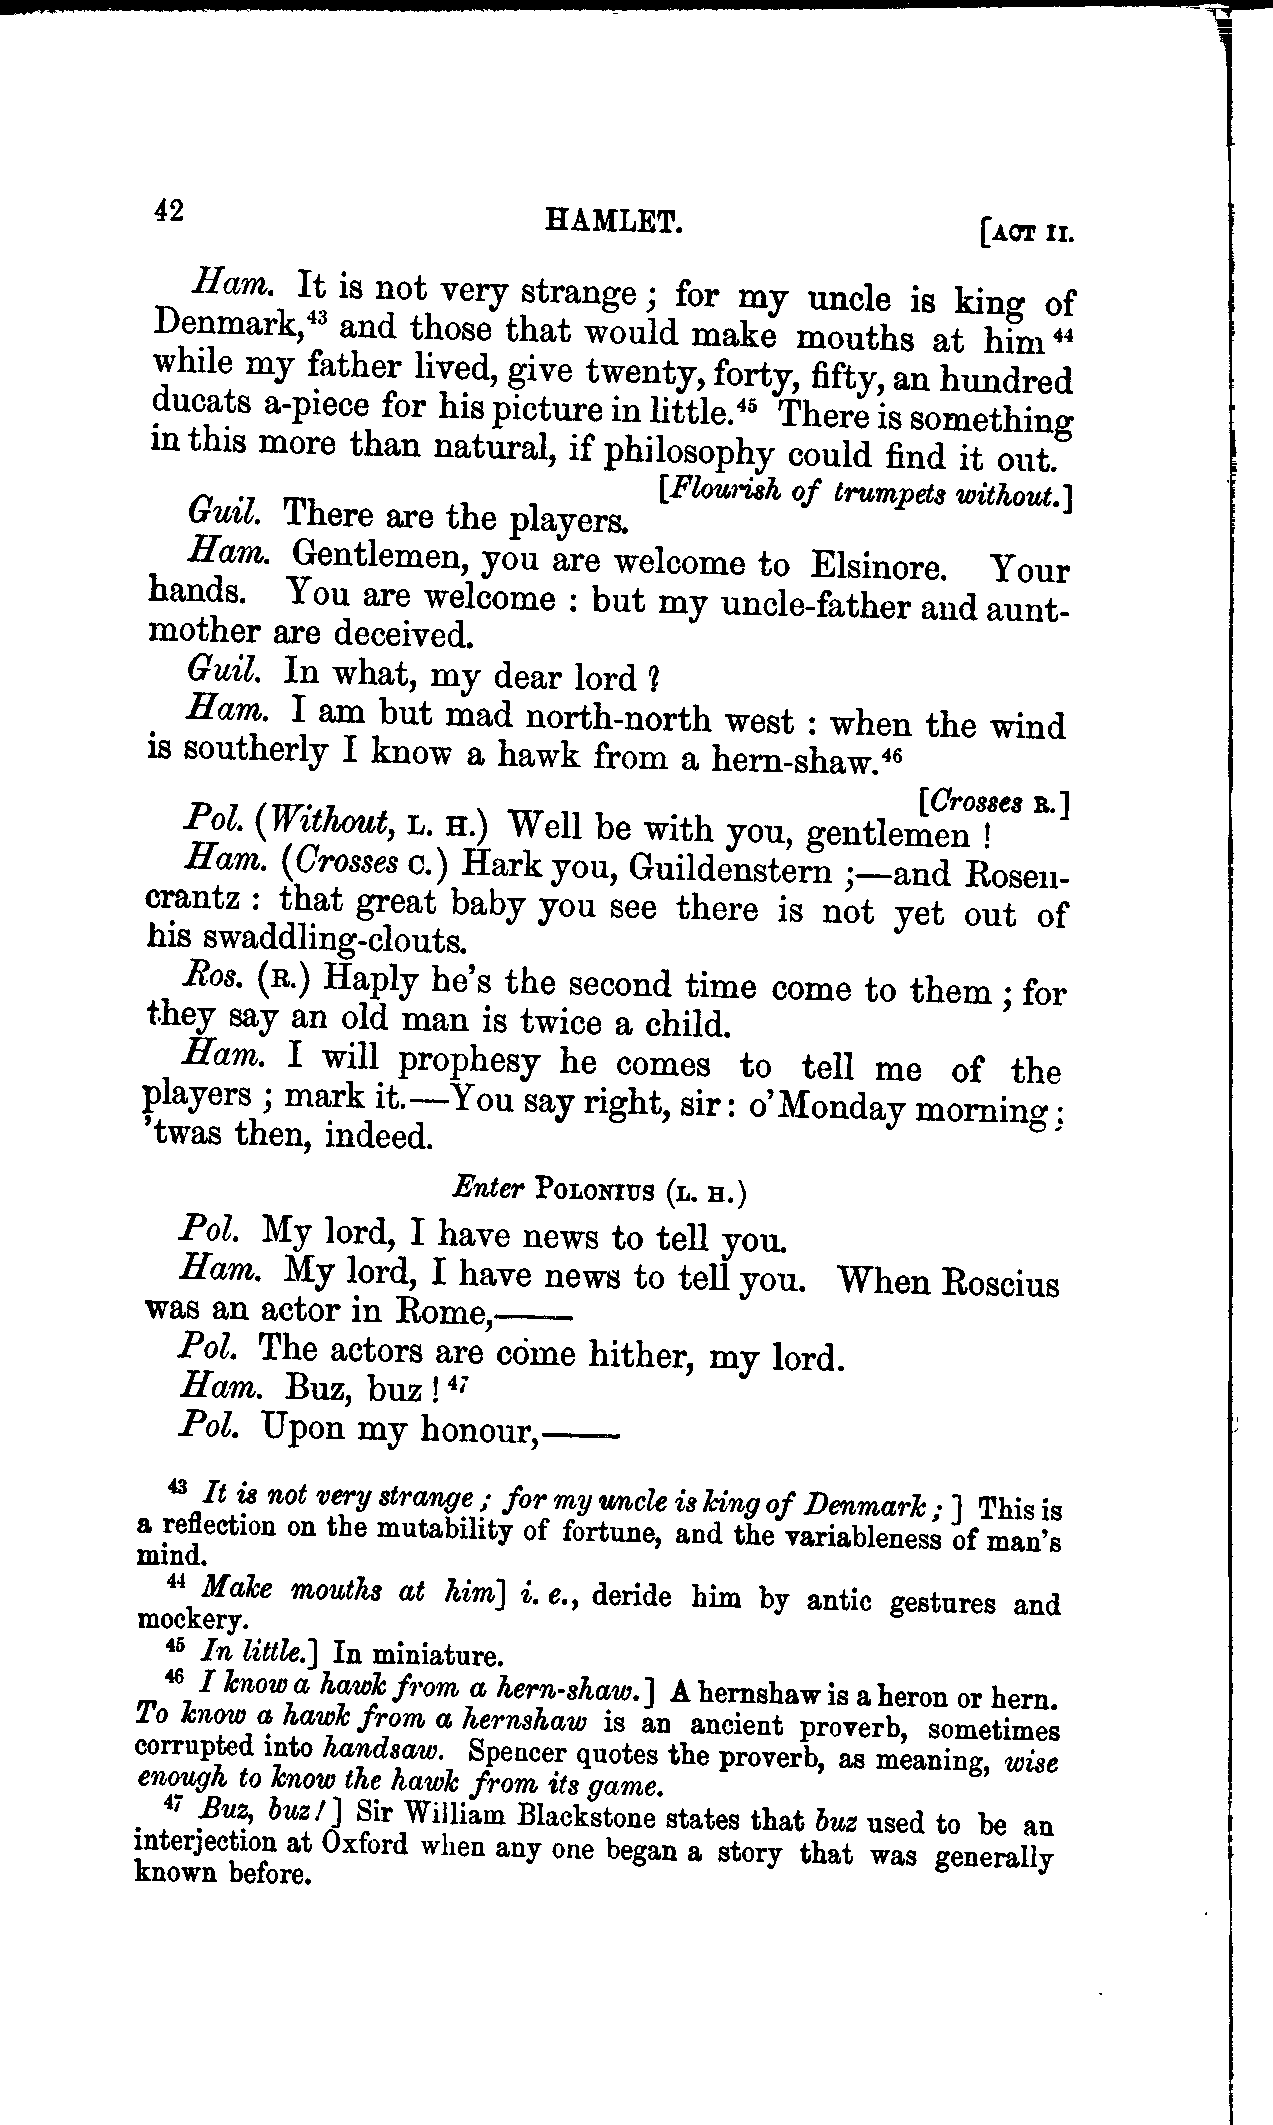 42
HAMLET.
[ACT II.
Ham. It is not very strange ; for my uncle is king of
Denmark,⁴³ and those that would make mouths at him⁴⁴
while my father lived, give twenty, forty, fifty, an hundred
ducats a-piece for his picture in little.⁴⁵ There is something
in this more than natural, if philosophy could find it out.
[Flourish of trumpets without.]
Guil. There are the players.
Ham. Gentlemen, you are welcome to Elsinore. Your
hands. You are welcome : but my uncle-father and aunt-
mother are deceived.
Guil. In what, my dear lord ?
Ham. I am but mad north-north west : when the wind
is southerly I know a hawk from a hern-shaw.⁴⁶
[Crosses R.]
Pol. (Without, L. H.) Well be with you, gentlemen !
Ham. (Crosses C.) Hark you, Guildenstern ;—and Rosen-
crantz : that great baby you see there is not yet out of
his swaddling-clouts.
Ros. (R.) Haply he's the second time come to them ; for
they say an old man is twice a child.
Ham. I will prophesy he comes to tell me of the
players ; mark it.—You say right, sir: o'Monday morning ;
'twas then, indeed.
Enter POLONIUS (L. H.)
Pol. My lord, I have news to tell you.
Ham. My lord, I have news to tell you. When Roscius
was an actor in Rome,——
Pol. The actors are come hither, my lord.
Ham. Buz, buz !⁴⁷
Pol. Upon my honour,——
⁴³ It is not very strange ; for my uncle is king of Denmark ; ] This is
a reflection on the mutability of fortune, and the variableness of man's
mind.
⁴⁴ Make mouths at him] i. e., deride him by antic gestures and
mockery.
⁴⁵ In little.] In miniature.
⁴⁶ I know a hawk from a hern-shaw.] A hernshaw is a heron or hern.
To know a hawk from a hernshaw is an ancient proverb, sometimes
corrupted into handsaw. Spencer quotes the proverb, as meaning, wise
enough to know the hawk from its game.
⁴⁷ Buz, buz!] Sir William Blackstone states that buz used to be an
interjection at Oxford when any one began a story that was generally
known before.